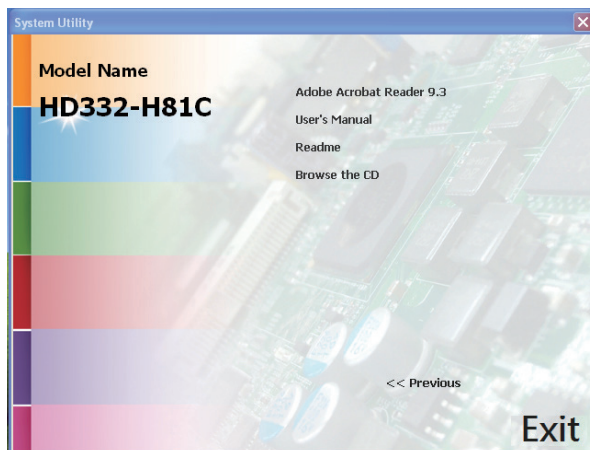 System Utility
Model Name
HD332-H81C
Adobe Acrobat Reader 9.3
User's Manual
Readme
Browse the CD
<< Previous
Exit